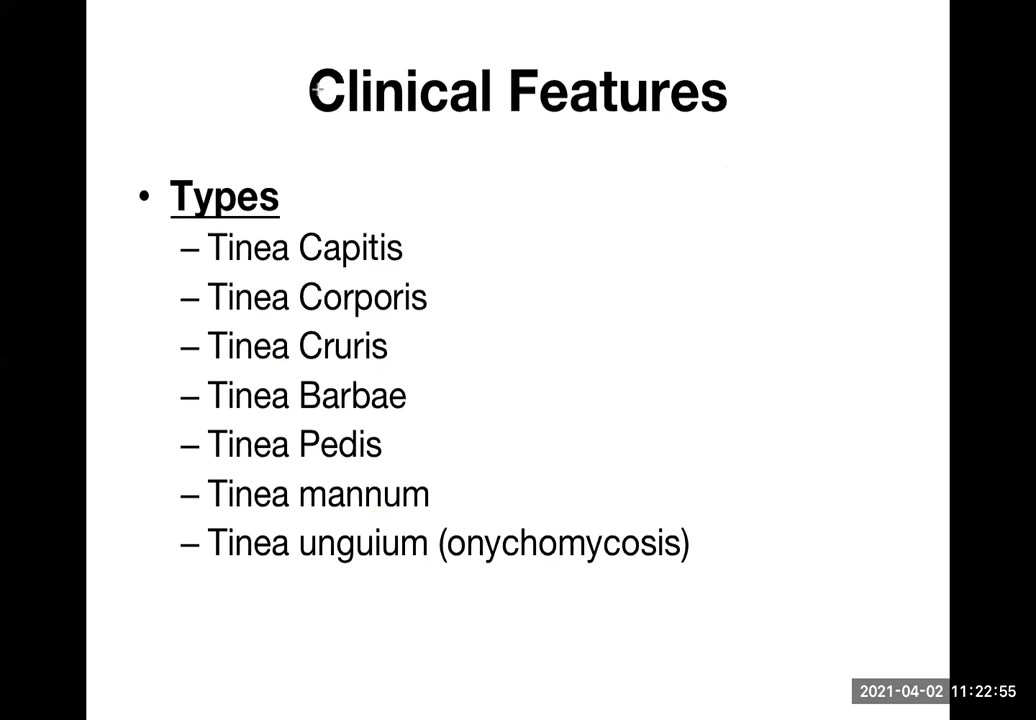 Clinical Features
• Types
– Tinea Capitis
– Tinea Corporis
– Tinea Cruris
– Tinea Barbae
– Tinea Pedis
– Tinea mannum
– Tinea unguium (onychomycosis)
2021-04-02 11:22:55